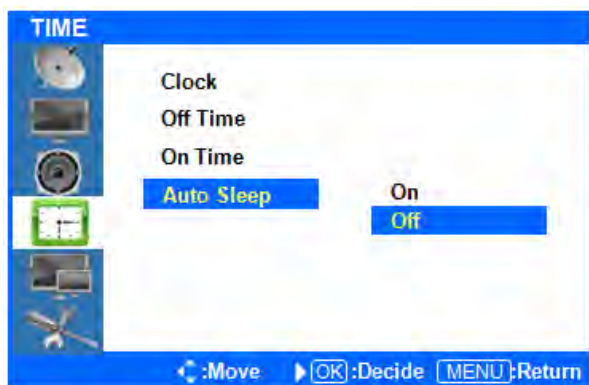 TIME
Clock
Off Time
On Time
Auto Sleep On
Off
:Move OK :Decide MENU :Return